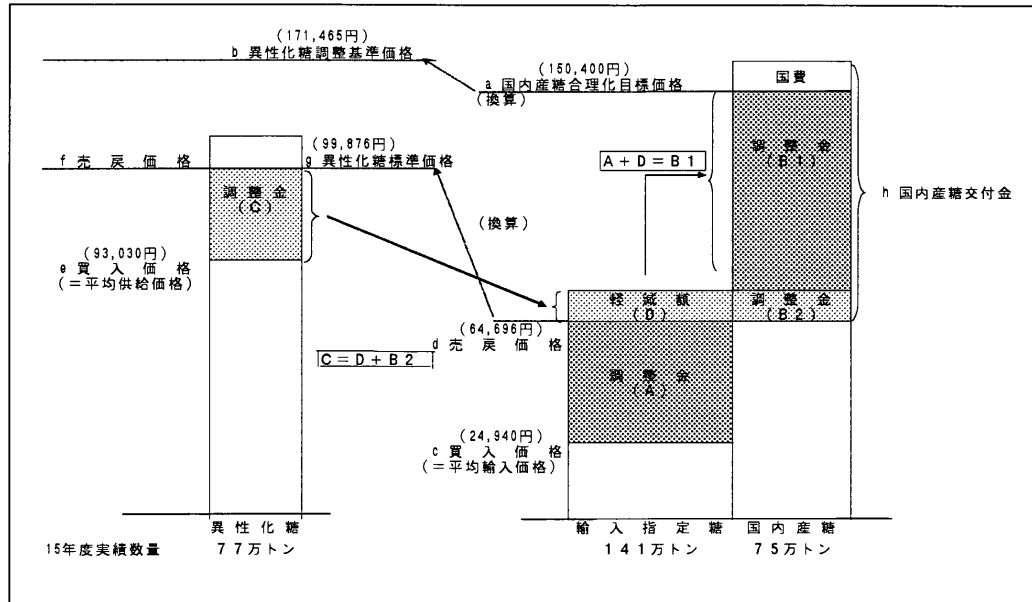 (171,465円)
b 異性化糖調整基準価格
(150,400円)
a 国内産糖合理化目標価格
(換算)
国費
調整金
(B1)
A+D=B1
h 国内産糖交付金
(99,876円)
f 売戻価格
g 異性化糖標準価格
調整金
(C)
(換算)
(93,030円)
e 買入価格
(=平均供給価格)
軽減額
(D)
調整金
(B2)
(64,696円)
d 売戻価格
C=D+B2
調整金
(A)
(24,940円)
c 買入価格
(=平均輸入価格)
異性化糖
輸入指定糖
国内産糖
15年度実績数量
77万トン
141万トン
75万トン